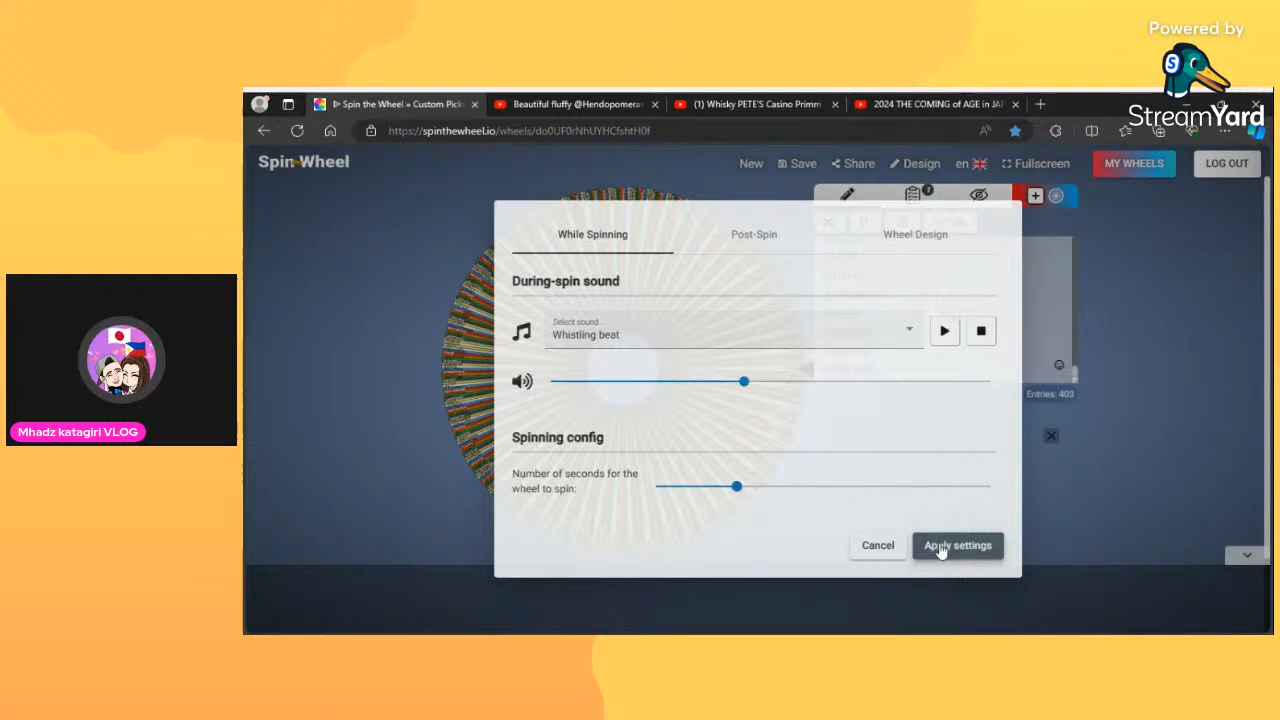 Powered by
StreamYard
Spin the Wheel » Custom Pick
Beautiful fluffy @Hendopomera
(1) Whisky PETE'S Casino Primm
2024 THE COMING of AGE in JA
https://spinthewheel.io/wheels/do0UF0rNhUYHCfshtH0f
Spin Wheel
New
Save
Share
Design
en
Fullscreen
MY WHEELS
LOG OUT
While Spinning
Post-Spin
Wheel Design
During-spin sound
Select sound
Whistling beat
Entries: 403
Spinning config
Number of seconds for the
wheel to spin:
Cancel
Apply settings
Mhadz katagiri VLOG